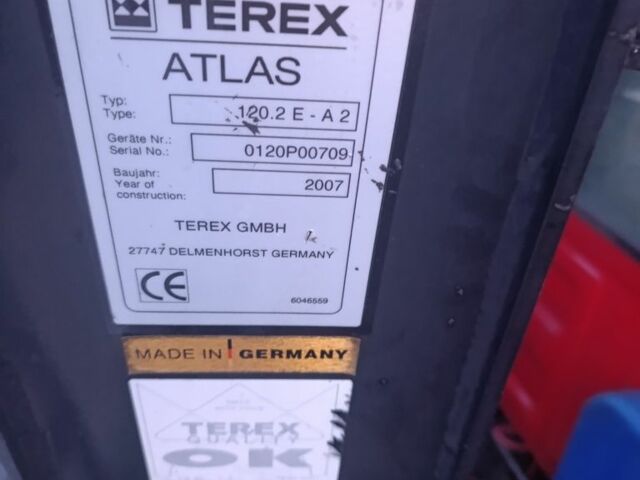 TEREX
ATLAS
Typ:
Type: 120.2 E - A 2
Geräte Nr.:
Serial No.: 0120P00709
Baujahr:
Year of
construction: 2007
TEREX GMBH
27747 DELMENHORST GERMANY
CE
6046559
MADE IN GERMANY
TEREX
QUALITY
OK